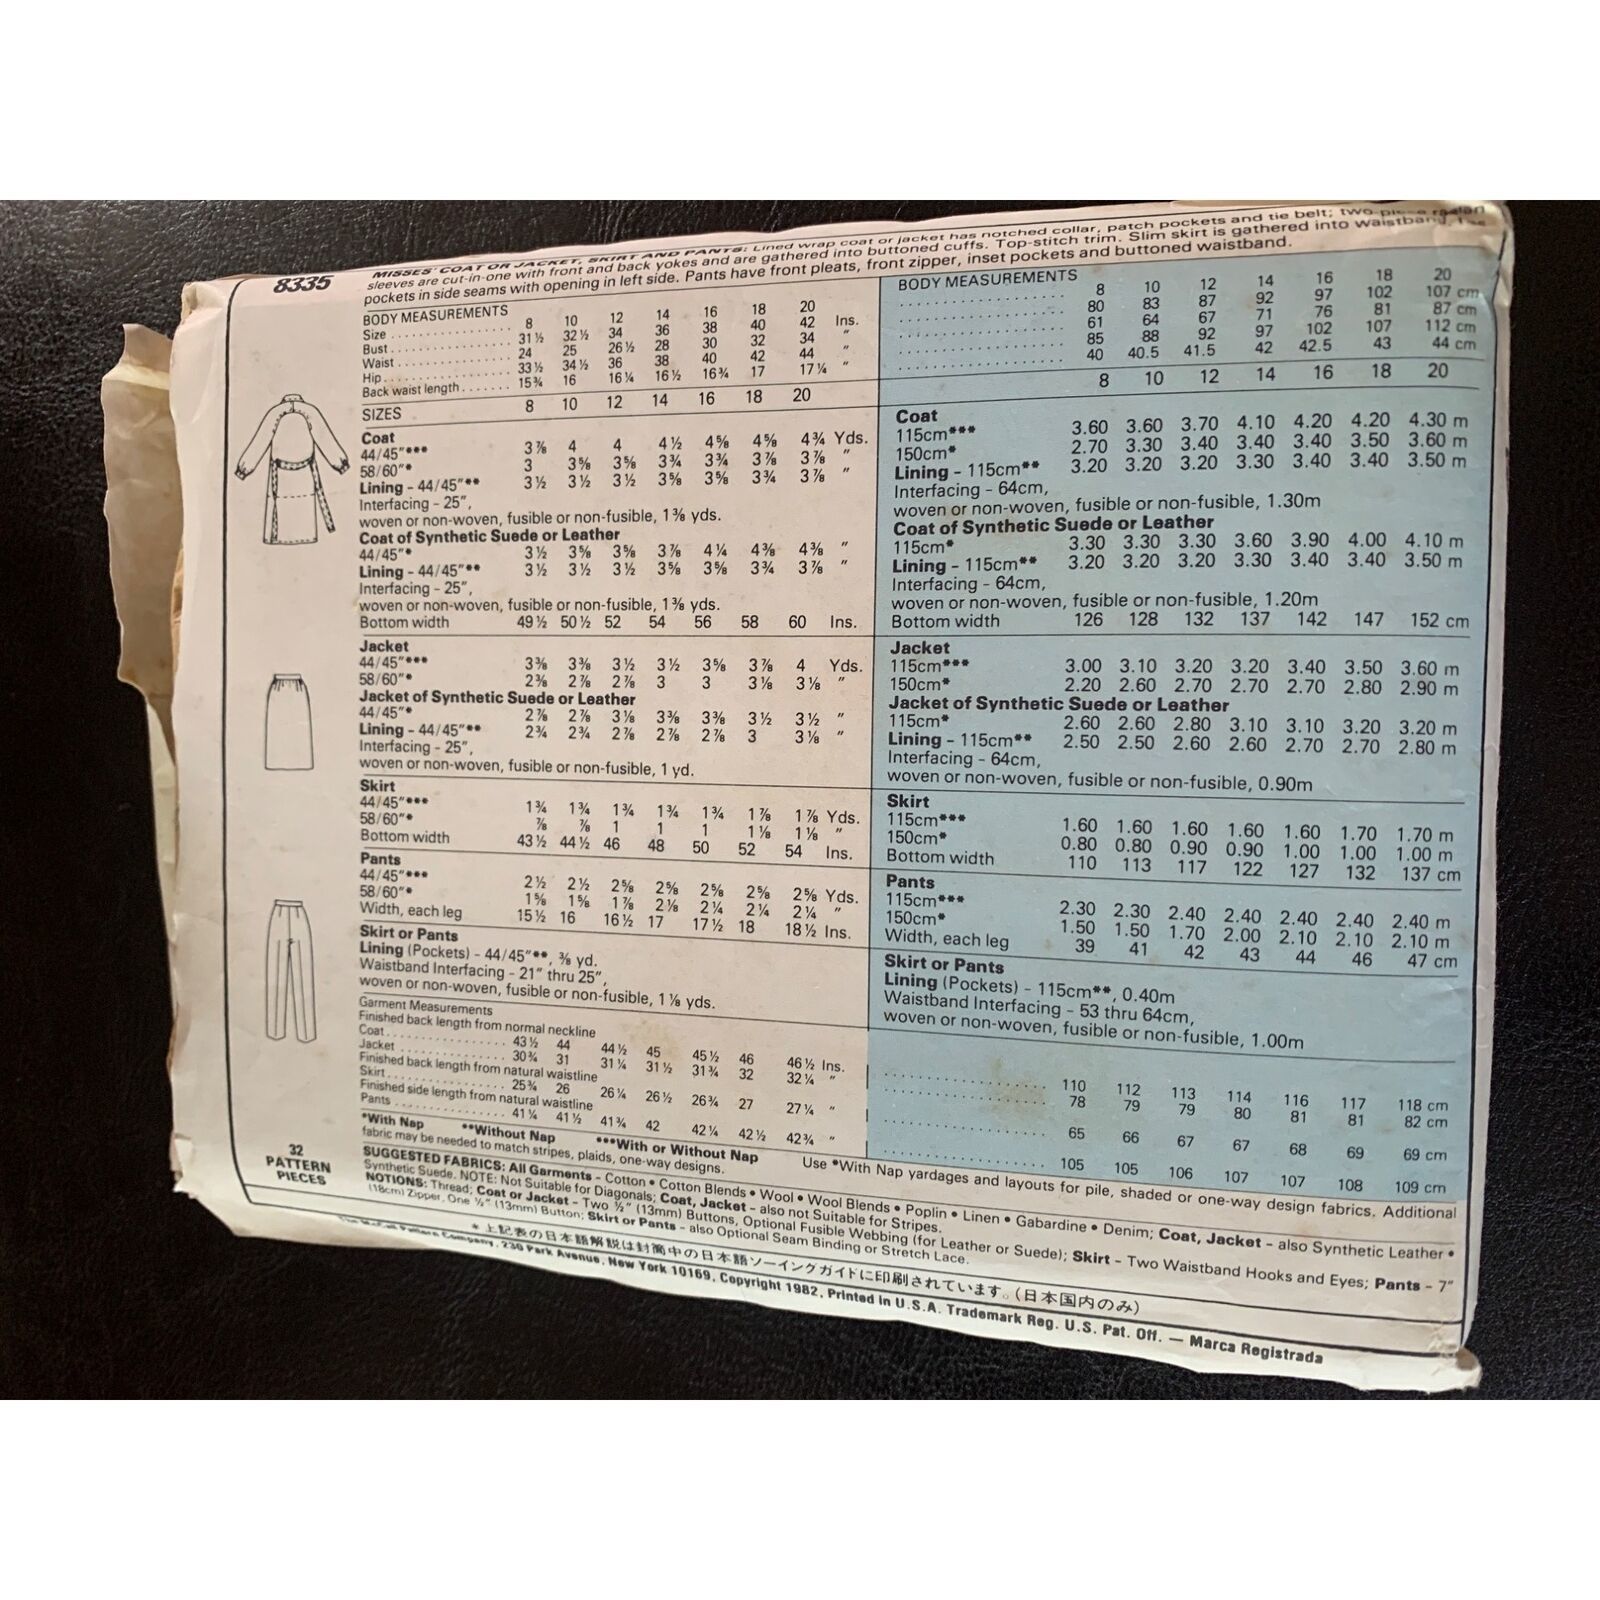 8335
MISSES' COAT OR JACKET, SKIRT AND PANTS: Lined wrap coat or jacket has notched collar, patch pockets and tie belt; two-piece raglan
sleeves are cut-in-one with front and back yokes and are gathered into buttoned cuffs. Top-stitch trim. Slim skirt is gathered into waistband, has
pockets in side seams with opening in left side. Pants have front pleats, front zipper, inset pockets and buttoned waistband.
BODY MEASUREMENTS
Size 8 10 12 14 16 18 20
Bust 31½ 32½ 34 36 38 40 42 Ins.
Waist 24 25 26½ 28 30 32 34 "
Hip 33½ 34½ 36 38 40 42 44 "
Back waist length 15¾ 16 16¼ 16½ 16¾ 17 17¼ "
SIZES 8 10 12 14 16 18 20
Coat
44/45"*** 3⅞ 4 4 4½ 4⅝ 4⅝ 4¾ Yds.
58/60"* 3 3⅝ 3⅝ 3¾ 3¾ 3⅞ 3⅞ "
Lining - 44/45"** 3½ 3½ 3½ 3⅝ 3⅝ 3¾ 3⅞ "
Interfacing - 25",
woven or non-woven, fusible or non-fusible, 1⅜ yds.
Coat of Synthetic Suede or Leather
44/45"* 3½ 3⅝ 3⅝ 3⅞ 4¼ 4⅜ 4⅜ "
Lining - 44/45"** 3½ 3½ 3½ 3⅝ 3⅝ 3¾ 3⅞ "
Interfacing - 25",
woven or non-woven, fusible or non-fusible, 1⅜ yds.
Bottom width 49½ 50½ 52 54 56 58 60 Ins.
Jacket
44/45"*** 3⅜ 3⅜ 3½ 3½ 3⅝ 3⅞ 4 Yds.
58/60"* 2⅜ 2⅞ 2⅞ 3 3 3⅛ 3⅛ "
Jacket of Synthetic Suede or Leather
44/45"* 2⅞ 2⅞ 3⅛ 3⅜ 3⅜ 3½ 3½ "
Lining - 44/45"** 2¾ 2¾ 2⅞ 2⅞ 2⅞ 3 3⅛ "
Interfacing - 25",
woven or non-woven, fusible or non-fusible, 1 yd.
Skirt
44/45"*** 1¾ 1¾ 1¾ 1¾ 1¾ 1⅞ 1⅞ Yds.
58/60"* ⅞ ⅞ 1 1 1 1⅛ 1⅛ "
Bottom width 43½ 44½ 46 48 50 52 54 Ins.
Pants
44/45"*** 2½ 2½ 2⅝ 2⅝ 2⅝ 2⅝ 2⅝ Yds.
58/60"* 1⅝ 1⅝ 1⅞ 2⅛ 2¼ 2¼ 2¼ "
Width, each leg 15½ 16 16½ 17 17½ 18 18½ Ins.
Skirt or Pants
Lining (Pockets) - 44/45"**, ⅜ yd.
Waistband Interfacing - 21" thru 25",
woven or non-woven, fusible or non-fusible, 1⅛ yds.
Garment Measurements
Finished back length from normal neckline
Coat 43½ 44 44½ 45 45½ 46 46½ Ins.
Jacket 30¾ 31 31¼ 31½ 31¾ 32 32¼ "
Finished back length from natural waistline
Skirt 25¾ 26 26¼ 26½ 26¾ 27 27¼ "
Finished side length from natural waistline
Pants 41¼ 41½ 41¾ 42 42¼ 42½ 42¾ "
BODY MEASUREMENTS
8 10 12 14 16 18 20
80 83 87 92 97 102 107 cm
61 64 67 71 76 81 87 cm
85 88 92 97 102 107 112 cm
40 40.5 41.5 42 42.5 43 44 cm
8 10 12 14 16 18 20
Coat
115cm*** 3.60 3.60 3.70 4.10 4.20 4.20 4.30 m
150cm* 2.70 3.30 3.40 3.40 3.40 3.50 3.60 m
Lining - 115cm** 3.20 3.20 3.20 3.30 3.40 3.40 3.50 m
Interfacing - 64cm,
woven or non-woven, fusible or non-fusible, 1.30m
Coat of Synthetic Suede or Leather
115cm* 3.30 3.30 3.30 3.60 3.90 4.00 4.10 m
Lining - 115cm** 3.20 3.20 3.20 3.30 3.40 3.40 3.50 m
Interfacing - 64cm,
woven or non-woven, fusible or non-fusible, 1.20m
Bottom width 126 128 132 137 142 147 152 cm
Jacket
115cm*** 3.00 3.10 3.20 3.20 3.40 3.50 3.60 m
150cm* 2.20 2.60 2.70 2.70 2.70 2.80 2.90 m
Jacket of Synthetic Suede or Leather
115cm* 2.60 2.60 2.80 3.10 3.10 3.20 3.20 m
Lining - 115cm** 2.50 2.50 2.60 2.60 2.70 2.70 2.80 m
Interfacing - 64cm,
woven or non-woven, fusible or non-fusible, 0.90m
Skirt
115cm*** 1.60 1.60 1.60 1.60 1.60 1.70 1.70 m
150cm* 0.80 0.80 0.90 0.90 1.00 1.00 1.00 m
Bottom width 110 113 117 122 127 132 137 cm
Pants
115cm*** 2.30 2.30 2.40 2.40 2.40 2.40 2.40 m
150cm* 1.50 1.50 1.70 2.00 2.10 2.10 2.10 m
Width, each leg 39 41 42 43 44 46 47 cm
Skirt or Pants
Lining (Pockets) - 115cm**, 0.40m
Waistband Interfacing - 53 thru 64cm,
woven or non-woven, fusible or non-fusible, 1.00m
110 112 113 114 116 117 118 cm
78 79 79 80 81 81 82 cm
65 66 67 67 68 69 69 cm
105 105 106 107 107 108 109 cm
32
PATTERN
PIECES
*With Nap **Without Nap ***With or Without Nap Use *With Nap yardages and layouts for pile, shaded or one-way design fabrics. Additional
fabric may be needed to match stripes, plaids, one-way designs.
SUGGESTED FABRICS: All Garments - Cotton • Cotton Blends • Wool • Wool Blends • Poplin • Linen • Gabardine • Denim; Coat, Jacket - also Synthetic Leather •
Synthetic Suede. NOTE: Not Suitable for Diagonals; Coat, Jacket - also not Suitable for Stripes.
NOTIONS: Thread; Coat or Jacket - Two ½" (13mm) Buttons, Optional Fusible Webbing (for Leather or Suede); Skirt - Two Waistband Hooks and Eyes; Pants - 7"
(18cm) Zipper, One ½" (13mm) Button; Skirt or Pants - also Optional Seam Binding or Stretch Lace.
*上記表の日本語解説は封筒中の日本語ソーイングガイドに印刷されています。(日本国内のみ)
The McCall Pattern Company, 230 Park Avenue, New York 10169, Copyright 1982, Printed in U.S.A. Trademark Reg. U.S. Pat. Off. — Marca Registrada